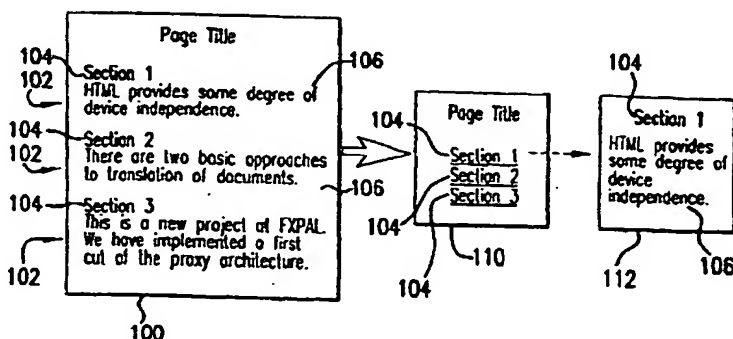 Page Title
104
102
Section 1
HTML provides some degree of
device independence.
106
104
102
Section 2
There are two basic approaches
to translation of documents.
106
104
102
Section 3
This is a new project at FXPAL.
We have implemented a first
cut of the proxy architecture.
100
Page Title
104
Section 1
Section 2
Section 3
104
104
110
104
Section 1
HTML provides
some degree of
device
independence.
112
106